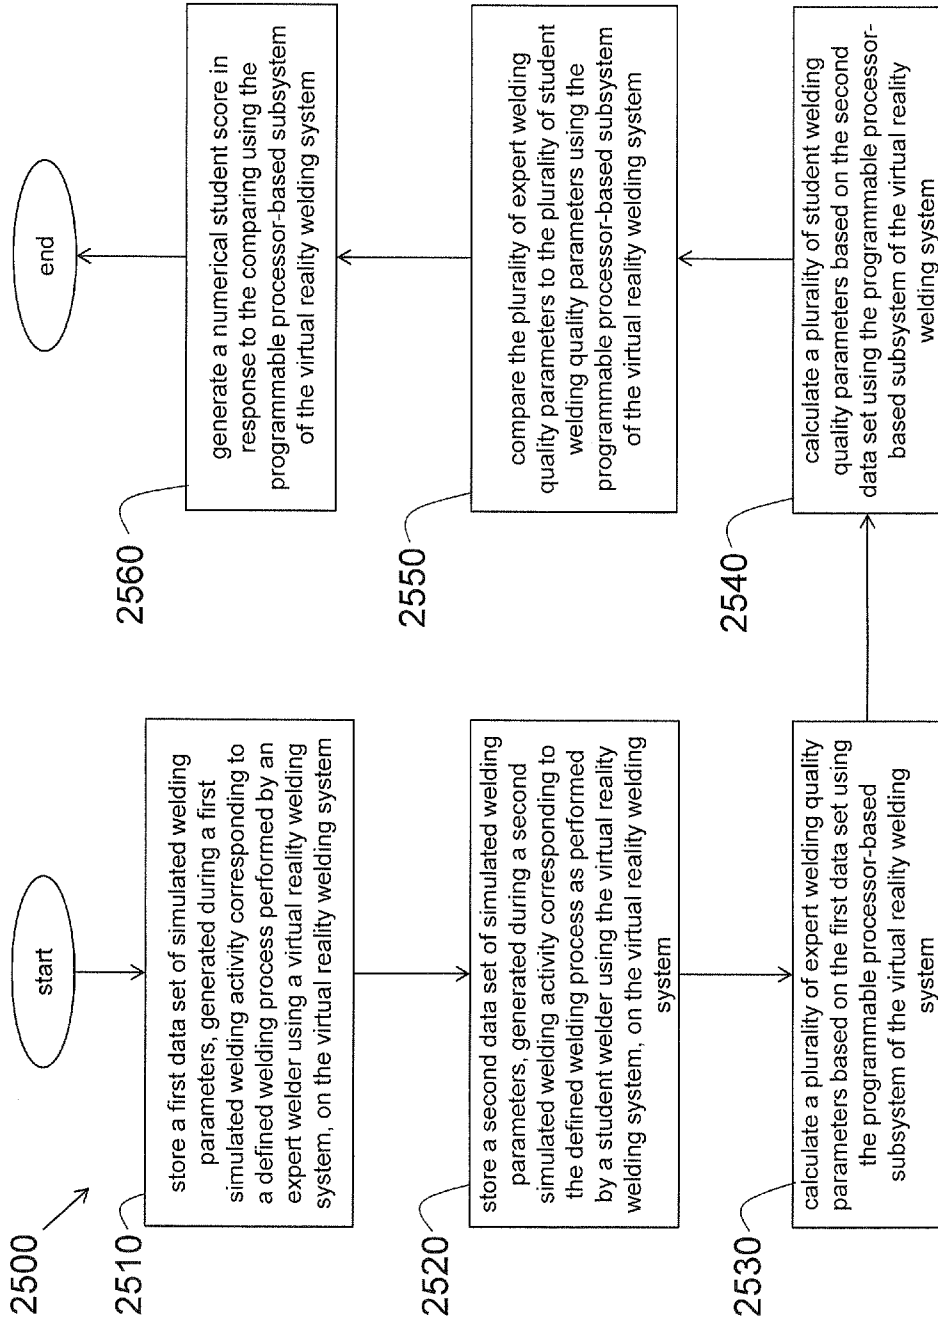 2500
start
2510
store a first data set of simulated welding
parameters, generated during a first
simulated welding activity corresponding to
a defined welding process performed by an
expert welder using a virtual reality welding
system, on the virtual reality welding system
2520
store a second data set of simulated welding
parameters, generated during a second
simulated welding activity corresponding to
the defined welding process as performed
by a student welder using the virtual reality
welding system, on the virtual reality welding
system
2530
calculate a plurality of expert welding quality
parameters based on the first data set using
the programmable processor-based
subsystem of the virtual reality welding
system
2540
calculate a plurality of student welding
quality parameters based on the second
data set using the programmable processor-
based subsystem of the virtual reality
welding system
2550
compare the plurality of expert welding
quality parameters to the plurality of student
welding quality parameters using the
programmable processor-based subsystem
of the virtual reality welding system
2560
generate a numerical student score in
response to the comparing using the
programmable processor-based subsystem
of the virtual reality welding system
end